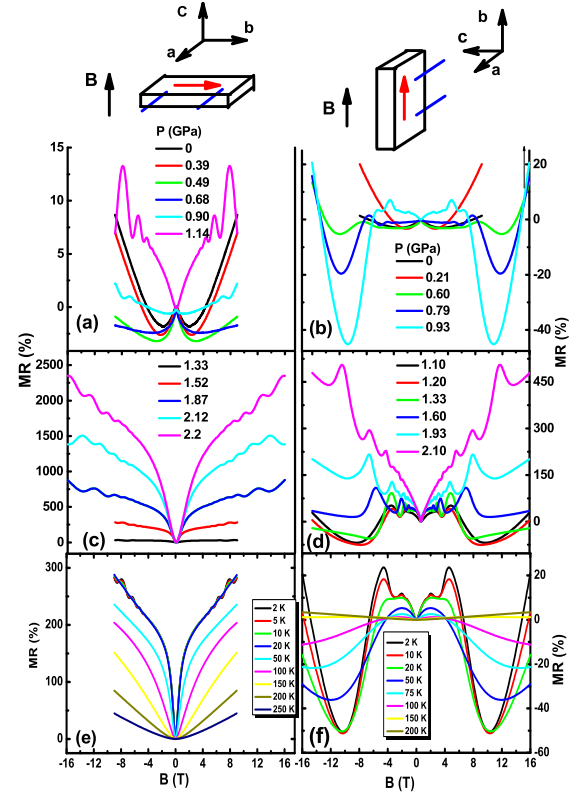 C
b
a
B
b
c
a
B
P (GPa)
0
0.39
0.49
0.68
0.90
1.14
15
10
5
0
(a)
MR (%)
P (GPa)
0
0.21
0.60
0.79
0.93
20
0
-20
-40
(b)
MR (%)
1.33
1.52
1.87
2.12
2.2
2500
2000
1500
1250
1000
750
500
250
0
(c)
1.10
1.20
1.33
1.60
1.93
2.10
450
300
150
0
(d)
MR (%)
300
200
100
0
(e)
MR (%)
2 K
5 K
10 K
20 K
50 K
100 K
150 K
200 K
250 K
-16 -12 -8 -4 0 4 8 12 16
B (T)
2 K
10 K
20 K
50 K
75 K
100 K
150 K
200 K
20
0
-20
-40
-60
(f)
MR (%)
-16 -12 -8 -4 0 4 8 12 16
B (T)